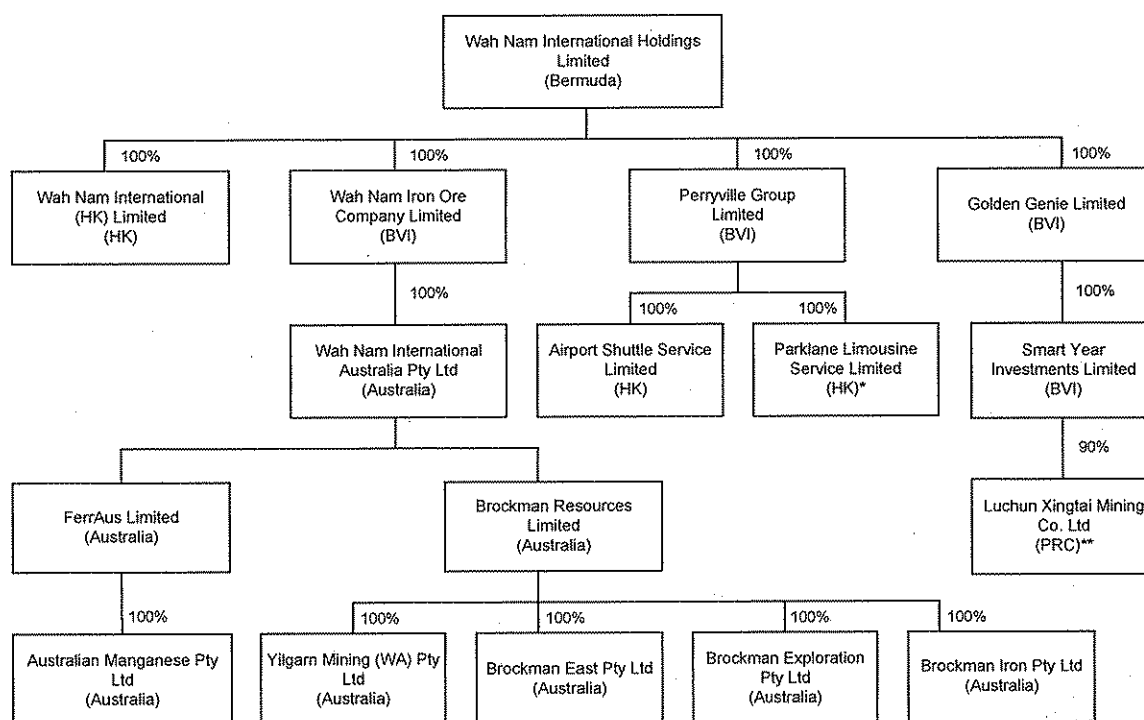 Wah Nam International Holdings
Limited
(Bermuda)
100%
100%
100%
100%
Wah Nam International
(HK) Limited
(HK)
Wah Nam Iron Ore
Company Limited
(BVI)
Perryville Group
Limited
(BVI)
Golden Genie Limited
(BVI)
100%
100%
100%
100%
Wah Nam International
Australia Pty Ltd
(Australia)
Airport Shuttle Service
Limited
(HK)
Parklane Limousine
Service Limited
(HK)*
Smart Year
Investments Limited
(BVI)
90%
FerrAus Limited
(Australia)
Brockman Resources
Limited
(Australia)
Luchun Xingtai Mining
Co. Ltd
(PRC)**
100%
100%
100%
100%
100%
Australian Manganese Pty
Ltd
(Australia)
Yilgarn Mining (WA) Pty
Ltd
(Australia)
Brockman East Pty Ltd
(Australia)
Brockman Exploration
Pty Ltd
(Australia)
Brockman Iron Pty Ltd
(Australia)